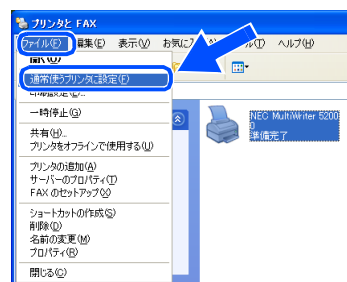 プリンタと FAX
ファイル(F) 編集(E) 表示(V) お気に ヘルプ(H)
開く(O)
通常使うプリンタに設定(F)
印刷設定(E)...
一時停止(G)
共有(H)...
プリンタをオフラインで使用する(U)
プリンタの追加(A)
サーバーのプロパティ(T)
FAX のセットアップ(X)
ショートカットの作成(S)
削除(D)
名前の変更(M)
プロパティ(R)
閉じる(C)
NEC MultiWriter 5200
0
準備完了